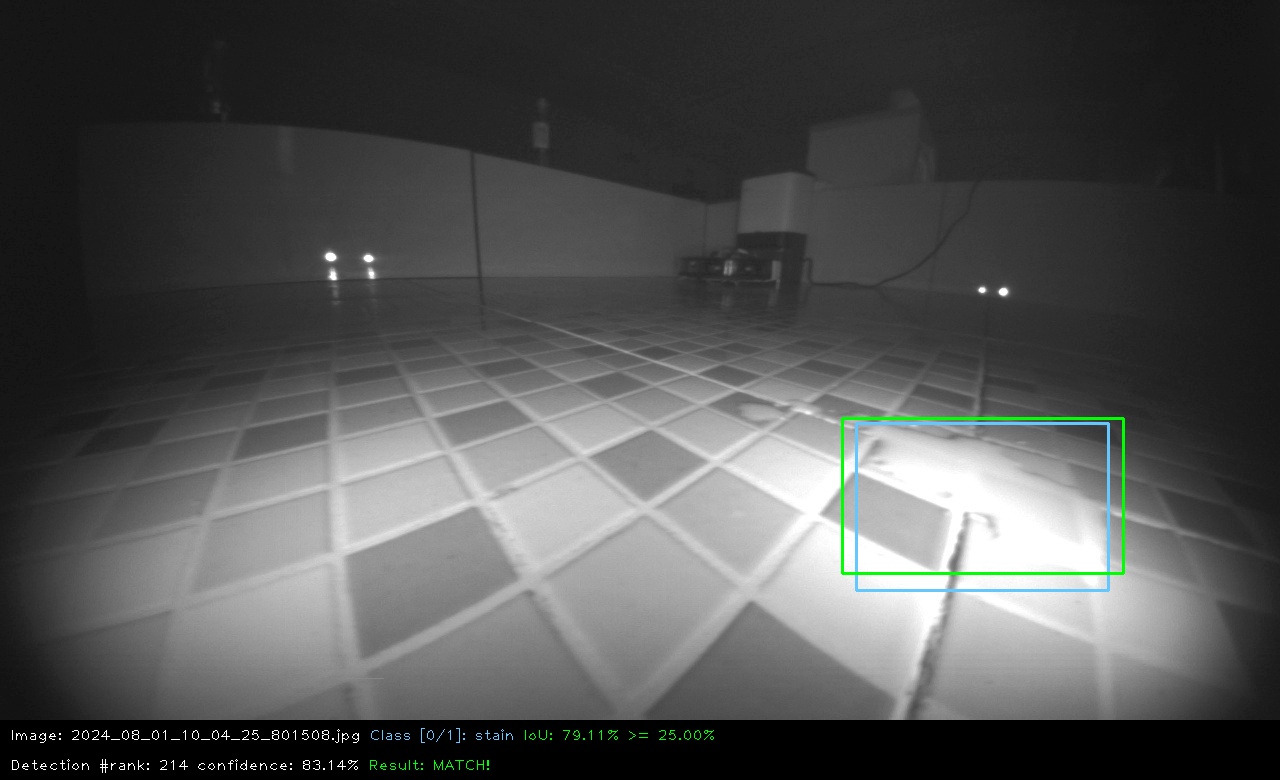 Image: 2024_08_01_10_04_25_801508.jpg Class [0/1]: stain IoU: 79.11% >= 25.00%
Detection #rank: 214 confidence: 83.14% Result: MATCH!